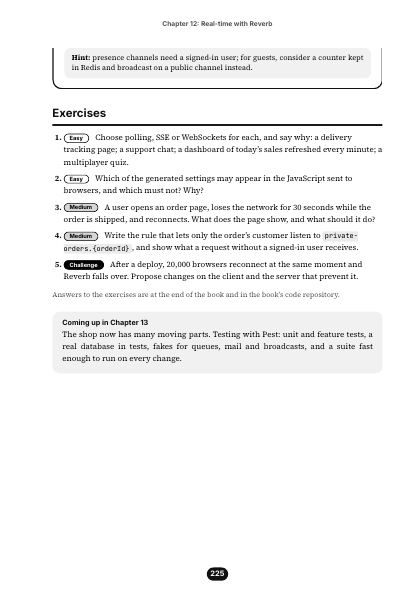 Chapter 12: Real-time with Reverb
Hint: presence channels need a signed-in user; for guests, consider a counter kept
in Redis and broadcast on a public channel instead.
Exercises
1. Easy Choose polling, SSE or WebSockets for each, and say why: a delivery
tracking page; a support chat; a dashboard of today's sales refreshed every minute; a
multiplayer quiz.
2. Easy Which of the generated settings may appear in the JavaScript sent to
browsers, and which must not? Why?
3. Medium A user opens an order page, loses the network for 30 seconds while the
order is shipped, and reconnects. What does the page show, and what should it do?
4. Medium Write the rule that lets only the order's customer listen to private-
orders.{orderId}, and show what a request without a signed-in user receives.
5. Challenge After a deploy, 20,000 browsers reconnect at the same moment and
Reverb falls over. Propose changes on the client and the server that prevent it.
Answers to the exercises are at the end of the book and in the book's code repository.
Coming up in Chapter 13
The shop now has many moving parts. Testing with Pest: unit and feature tests, a
real database in tests, fakes for queues, mail and broadcasts, and a suite fast
enough to run on every change.
225